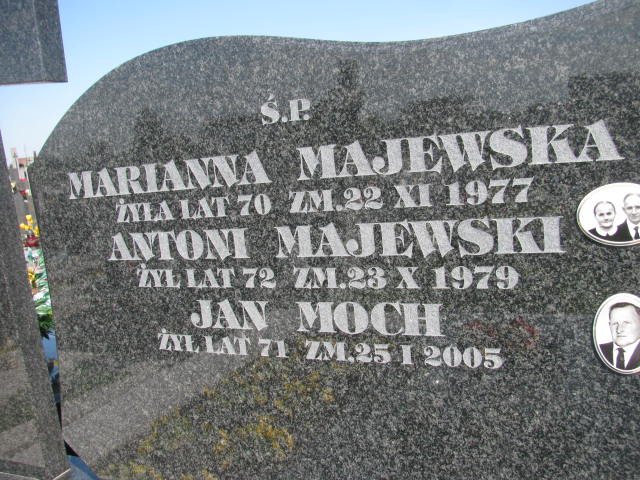 Ś.P.
MARIANNA MAJEWSKA
ŻYŁA LAT 70 ZM.22 XI 1977
ANTONI MAJEWSKI
ŻYŁ LAT 72 ZM.23 X 1979
JAN MOCH
ŻYŁ LAT 71 ZM.25 I 2005